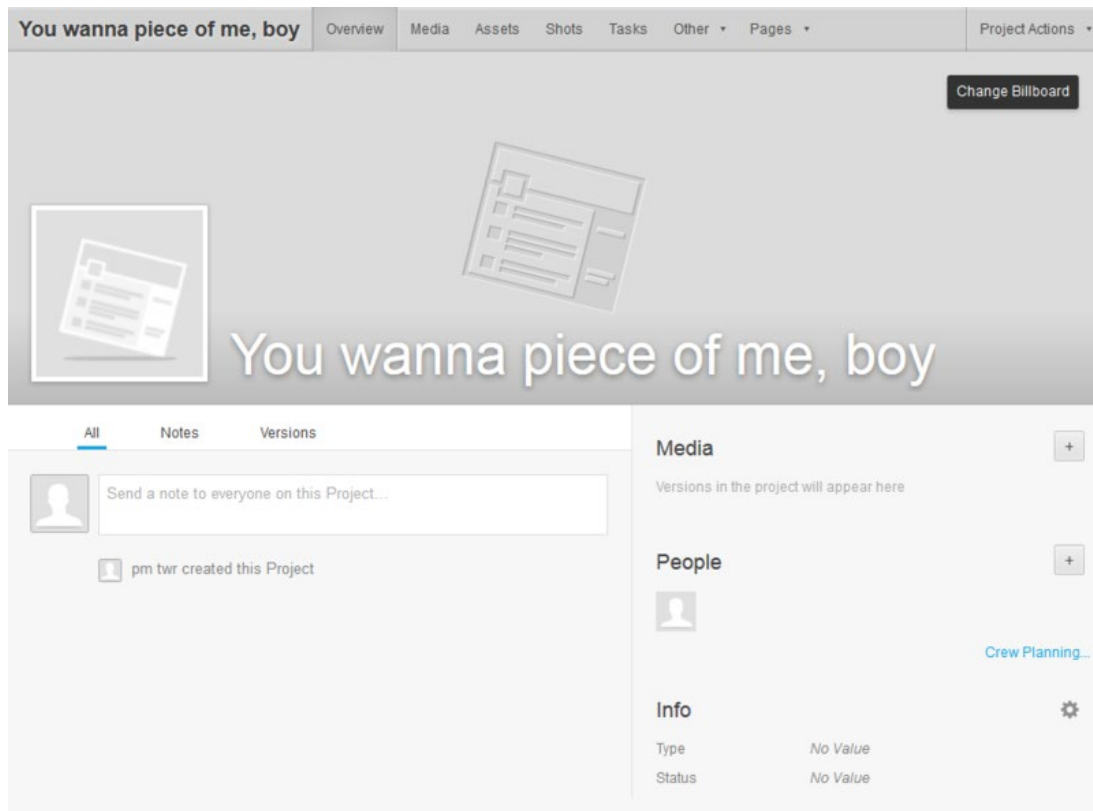 You wanna piece of me, boy Overview Media Assets Shots Tasks Other Pages Project Actions
Change Billboard
You wanna piece of me, boy
All Notes Versions
Send a note to everyone on this Project...
pm twr created this Project
Media +
Versions in the project will appear here
People +
Crew Planning...
Info
Type No Value
Status No Value